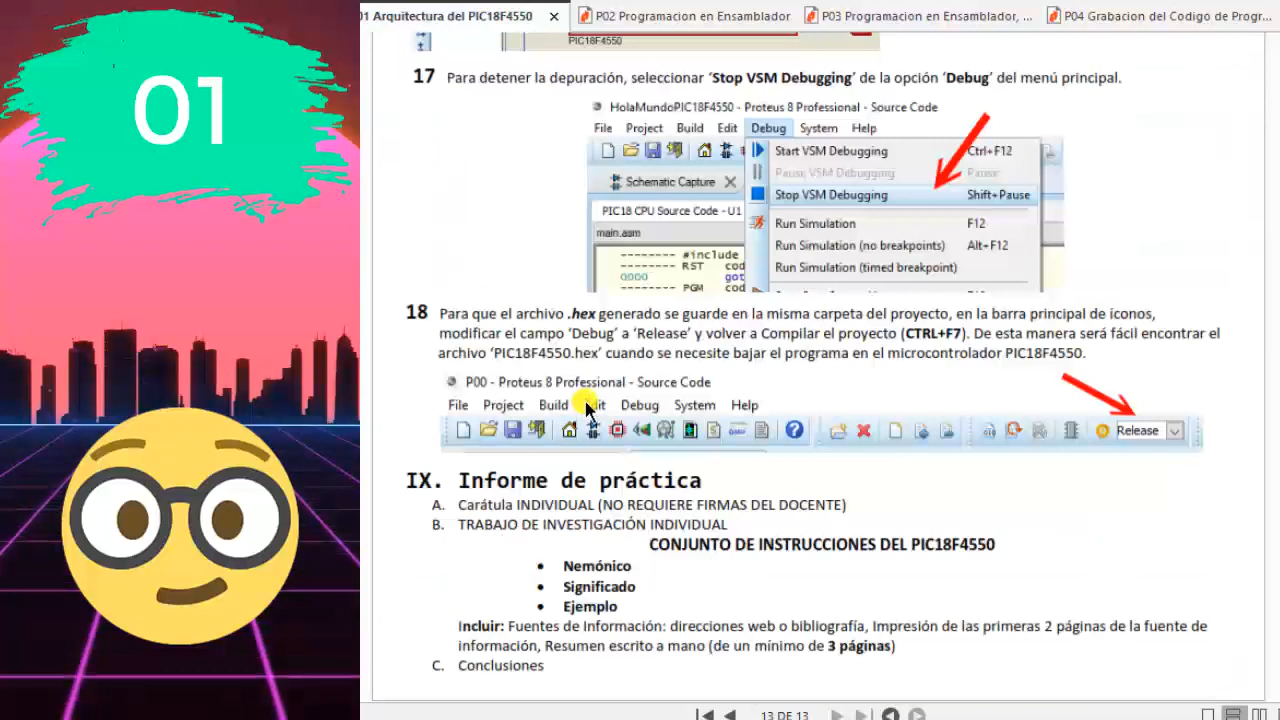 01
01 Arquitectura del PIC18F4550
P02 Programacion en Ensamblador
P03 Programacion en Ensamblador, ...
P04 Grabacion del Codigo de Progr...
PIC18F4550
17 Para detener la depuración, seleccionar ‘Stop VSM Debugging’ de la opción ‘Debug’ del menú principal.
HolaMundoPIC18F4550 - Proteus 8 Professional - Source Code
File Project Build Edit Debug System Help
Start VSM Debugging Ctrl+F12
Pause VSM Debugging Pause
Schematic Capture
Stop VSM Debugging Shift+Pause
PIC18 CPU Source Code - U1
Run Simulation F12
main.asm
Run Simulation (no breakpoints) Alt+F12
-------- #include
-------- RST cod
Run Simulation (timed breakpoint)
0000 got
-------- PGM cod
18 Para que el archivo .hex generado se guarde en la misma carpeta del proyecto, en la barra principal de íconos,
modificar el campo ‘Debug’ a ‘Release’ y volver a Compilar el proyecto (CTRL+F7). De esta manera será fácil encontrar el
archivo ‘PIC18F4550.hex’ cuando se necesite bajar el programa en el microcontrolador PIC18F4550.
P00 - Proteus 8 Professional - Source Code
File Project Build Edit Debug System Help
Release
IX. Informe de práctica
A. Carátula INDIVIDUAL (NO REQUIERE FIRMAS DEL DOCENTE)
B. TRABAJO DE INVESTIGACIÓN INDIVIDUAL
CONJUNTO DE INSTRUCCIONES DEL PIC18F4550
• Nemónico
• Significado
• Ejemplo
Incluir: Fuentes de Información: direcciones web o bibliografía, Impresión de las primeras 2 páginas de la fuente de
información, Resumen escrito a mano (de un mínimo de 3 páginas)
C. Conclusiones
13 DE 13